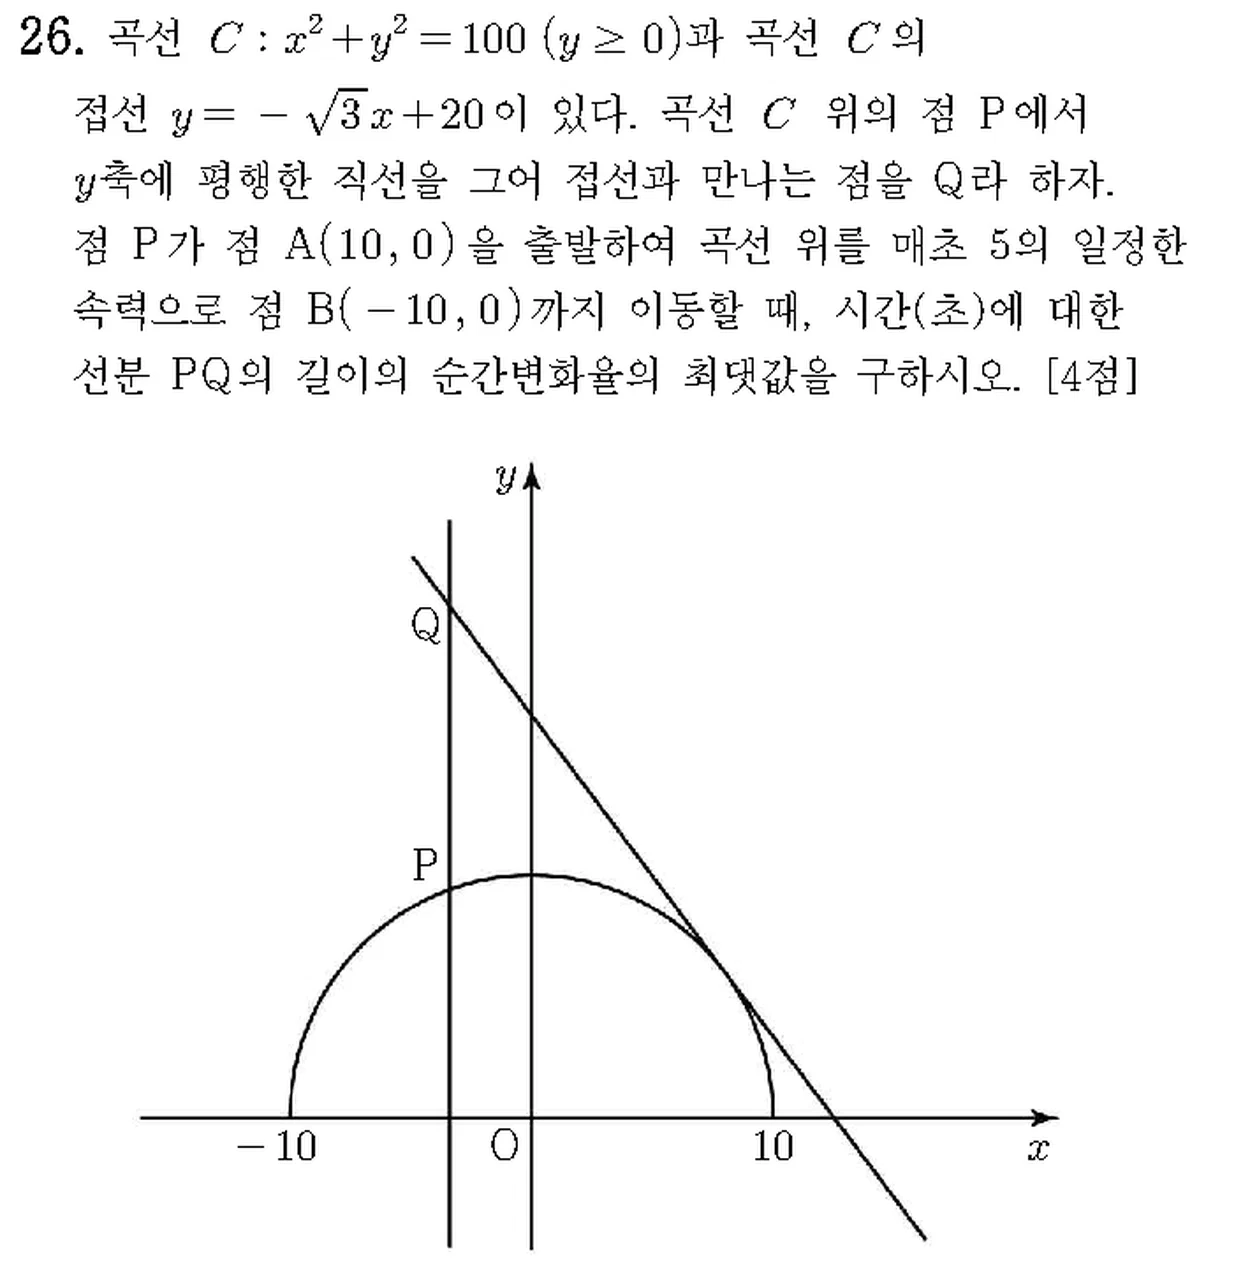 26. 곡선 C : x²+y²=100 (y ≥ 0)과 곡선 C의
접선 y= -√3x+20이 있다. 곡선 C 위의 점 P에서
y축에 평행한 직선을 그어 접선과 만나는 점을 Q라 하자.
점 P가 점 A(10, 0)을 출발하여 곡선 위를 매초 5의 일정한
속력으로 점 B(-10, 0)까지 이동할 때, 시간(초)에 대한
선분 PQ의 길이의 순간변화율의 최댓값을 구하시오. [4점]
y
Q
P
-10
O
10
x